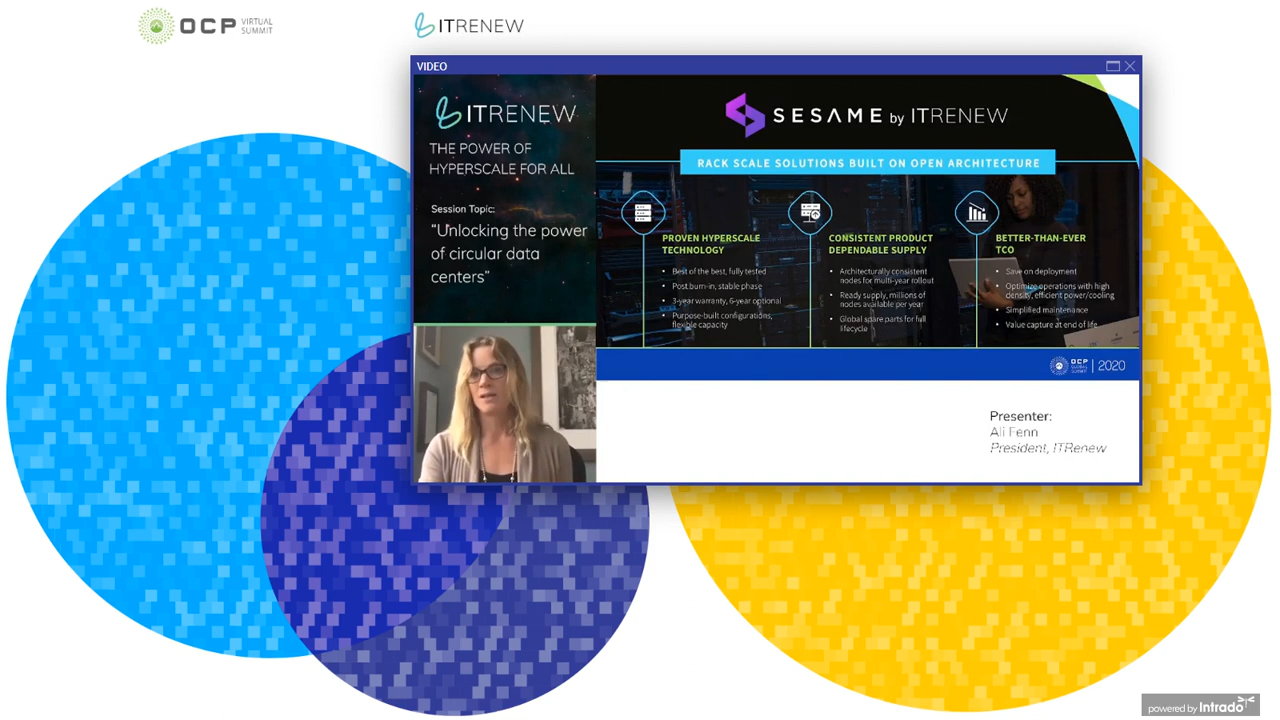 OCP VIRTUAL
SUMMIT
ITRENEW
VIDEO
ITRENEW
THE POWER OF
HYPERSCALE FOR ALL
Session Topic:
"Unlocking the power
of circular data
centers"
SESAME by ITRENEW
RACK SCALE SOLUTIONS BUILT ON OPEN ARCHITECTURE
PROVEN HYPERSCALE
TECHNOLOGY
• Best of the best, fully tested
• Post burn-in, stable phase
• 3-year warranty, 6-year optional
• Purpose-built configurations,
flexible capacity
CONSISTENT PRODUCT
DEPENDABLE SUPPLY
• Architecturally consistent
nodes for multi-year rollout
• Ready supply, millions of
nodes available per year
• Global spare parts for full
lifecycle
BETTER-THAN-EVER
TCO
• Save on deployment
• Optimize operations with high
density, efficient power/cooling
• Simplified maintenance
• Value capture at end of life
OCP
GLOBAL
SUMMIT
2020
Presenter:
Ali Fenn
President, ITRenew
powered by Intrado